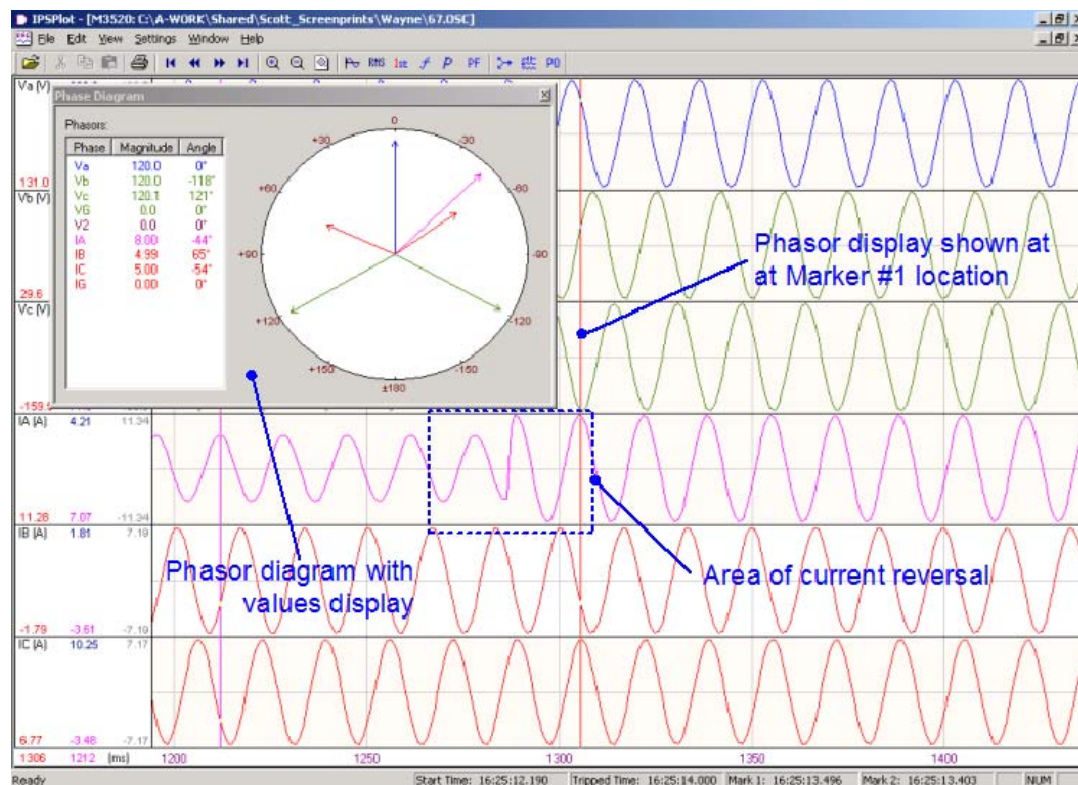 IPSPlot - [M3520: C:\A-WORK\Shared\Scott_Screenprints\Wayne\67.OSC]
File Edit View Settings Window Help
RMS 1st f P PF PQ
Va (V)
131.0
Vb (V)
29.6
Vc (V)
Phase Diagram
Phasors:
Phase Magnitude Angle
Va 120.0 0°
Vb 120.0 -118°
Vc 120.1 121°
VG 0.0 0°
V2 0.0 0°
IA 8.00 -44°
IB 4.99 65°
IC 5.00 -54°
IG 0.00 0°
0
+30 -30
+60 -60
+90 -90
+120 -120
+150 -150
±180
Phasor display shown at
at Marker #1 location
IA (A) 4.21 11.34
11.26 7.07 -11.34
IB (A) 1.81 7.19
Phasor diagram with
values display
Area of current reversal
-1.79 -3.61 -7.19
IC (A) 10.25 7.17
6.77 -3.48 -7.17
1306 1212 (ms) 1200 1250 1300 1350 1400
Ready Start Time: 16:25:12.190 Tripped Time: 16:25:14.000 Mark 1: 16:25:13.496 Mark 2: 16:25:13.403 NUM